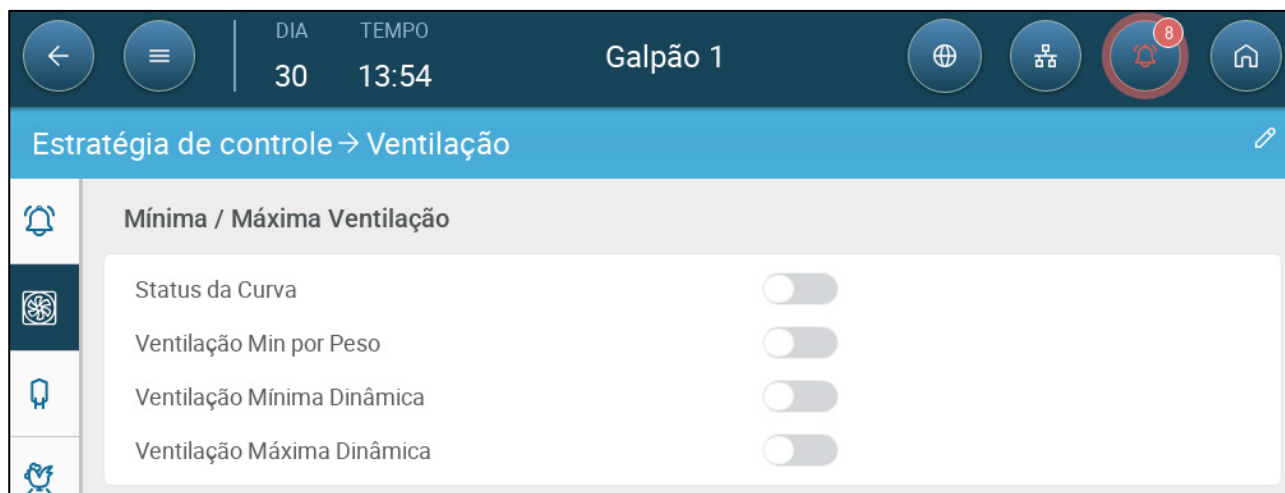 DIA TEMPO
30 13:54
Galpão 1
8
Estratégia de controle → Ventilação
Mínima / Máxima Ventilação
Status da Curva
Ventilação Min por Peso
Ventilação Mínima Dinâmica
Ventilação Máxima Dinâmica